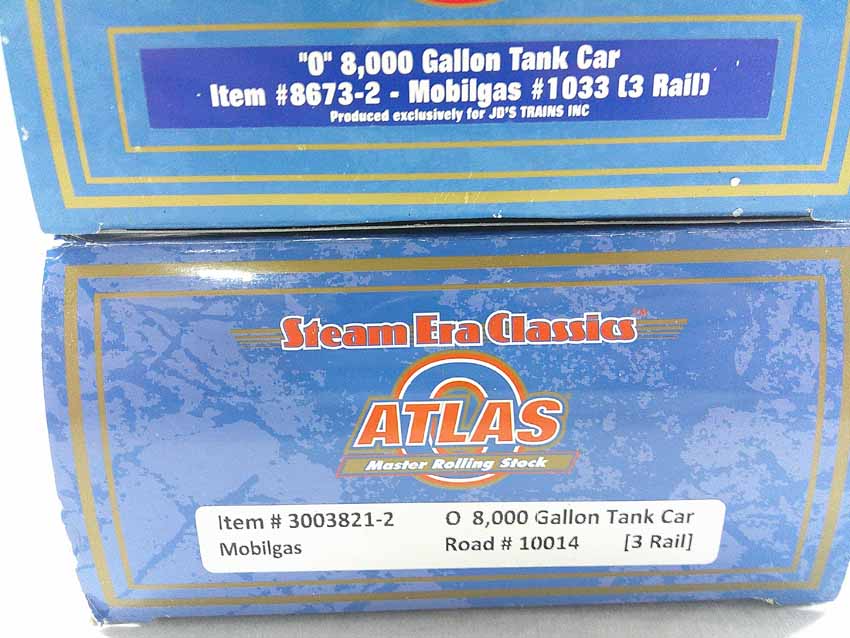 "O" 8,000 Gallon Tank Car
Item #8673-2 - Mobilgas #1033 (3 Rail)
Produced exclusively for JD'S TRAINS INC
Steam Era Classics™
ATLAS
O
Master Rolling Stock
Item # 3003821-2 O 8,000 Gallon Tank Car
Mobilgas Road # 10014 [3 Rail]